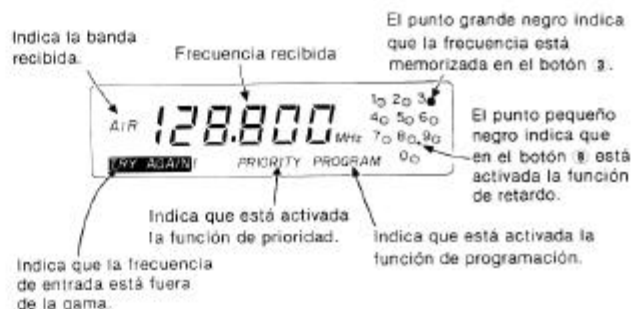 Indica la banda
recibida.
Frecuencia recibida
El punto grande negro indica
que la frecuencia está
memorizada en el botón 3.
AIR 128.800 MHz
1 2 3
4 5 6
7 8 9
0
TRY AGAIN!
PRIORITY PROGRAM
El punto pequeño
negro indica que
en el botón 8 está
activada la función
de retardo.
Indica que está activada
la función de prioridad.
Indica que está activada la
función de programación.
Indica que la frecuencia
de entrada está fuera
de la gama.